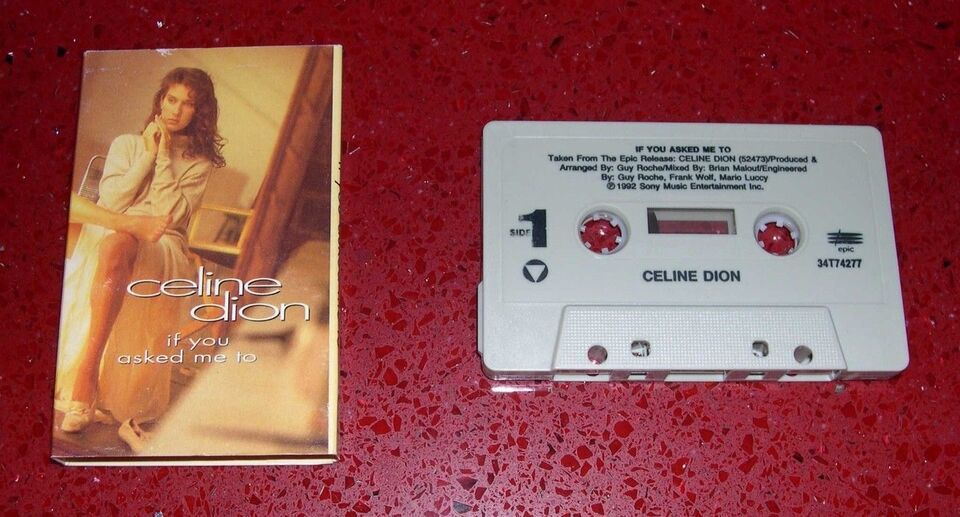 celine
dion
if you
asked me to
IF YOU ASKED ME TO
Taken From The Epic Release: CELINE DION (52473)/Produced &
Arranged By: Guy Roche/Mixed By: Brian Malouf/Engineered
By: Guy Roche, Frank Wolf, Mario Luccy
℗1992 Sony Music Entertainment Inc.
SIDE 1
epic
34T74277
CELINE DION